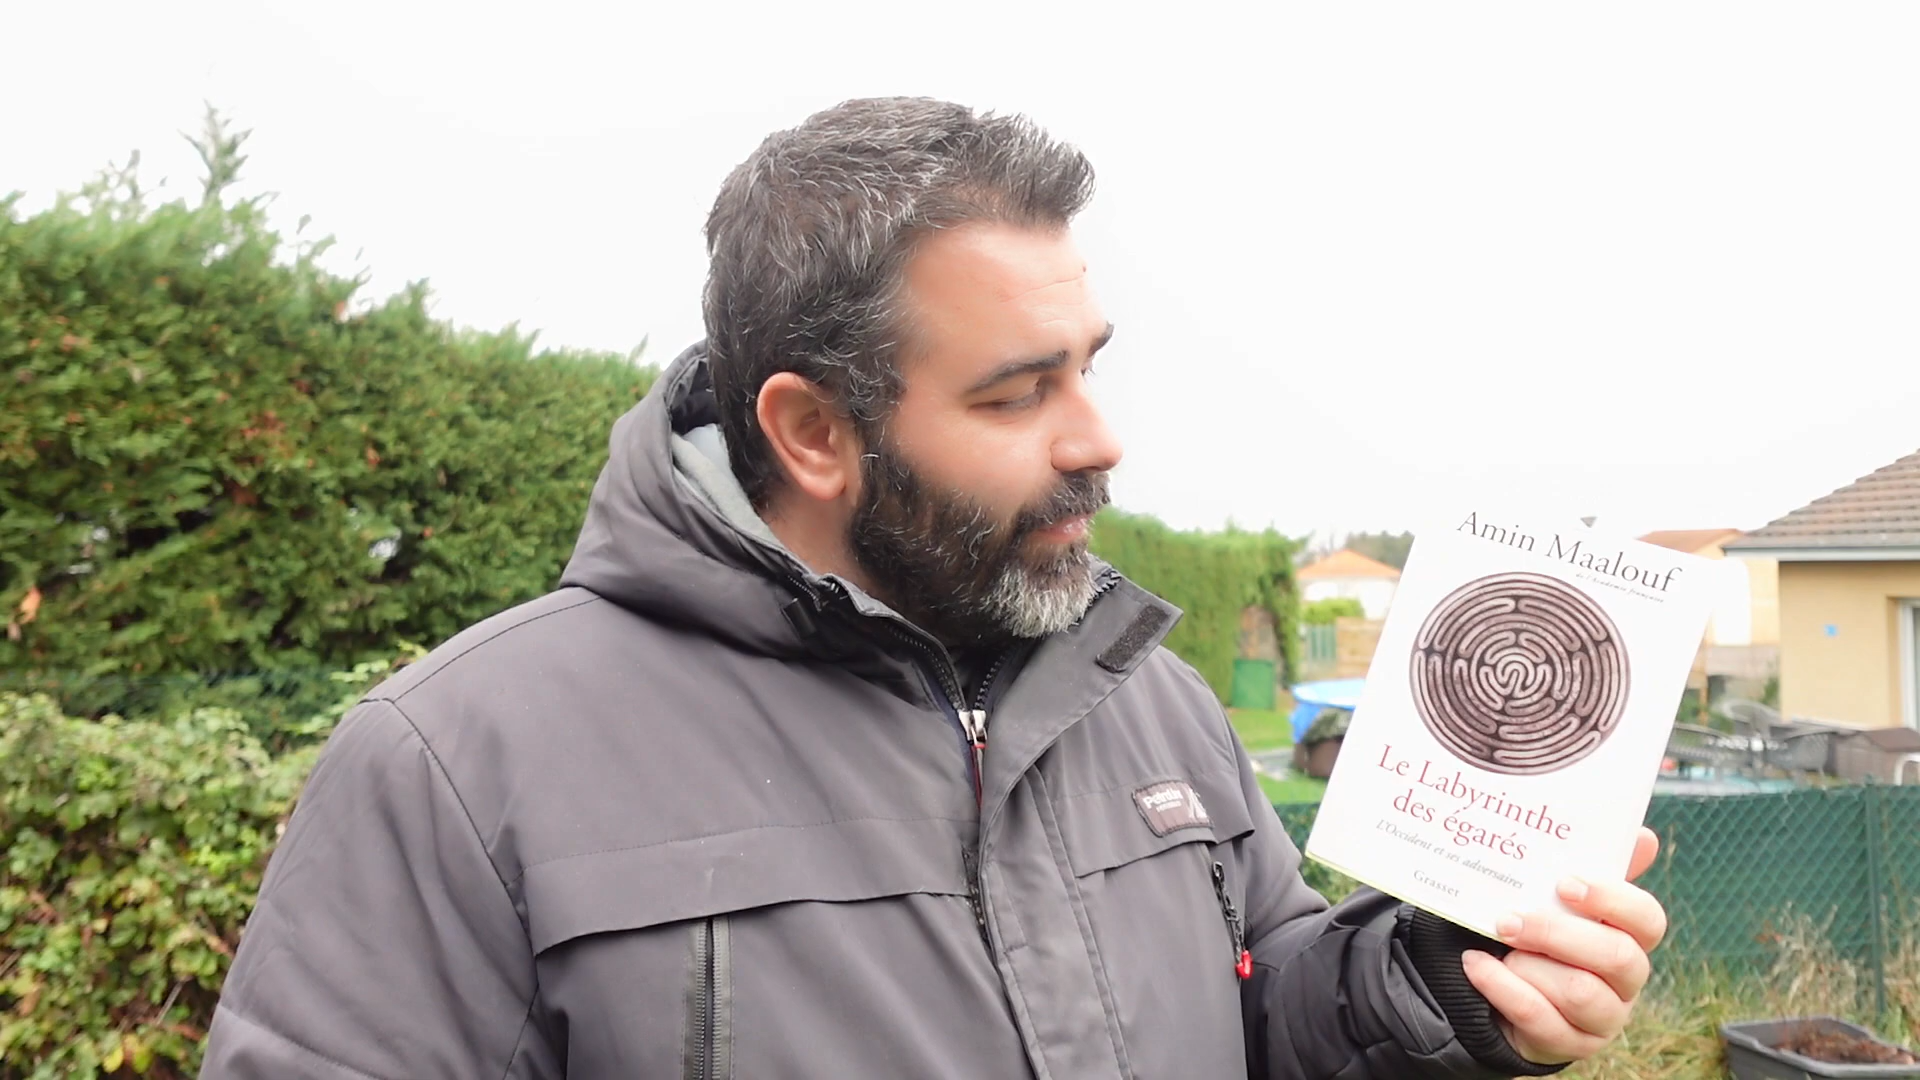 Amin Maalouf
de l'Académie française
Le Labyrinthe
des égarés
L'Occident et ses adversaires
Grasset